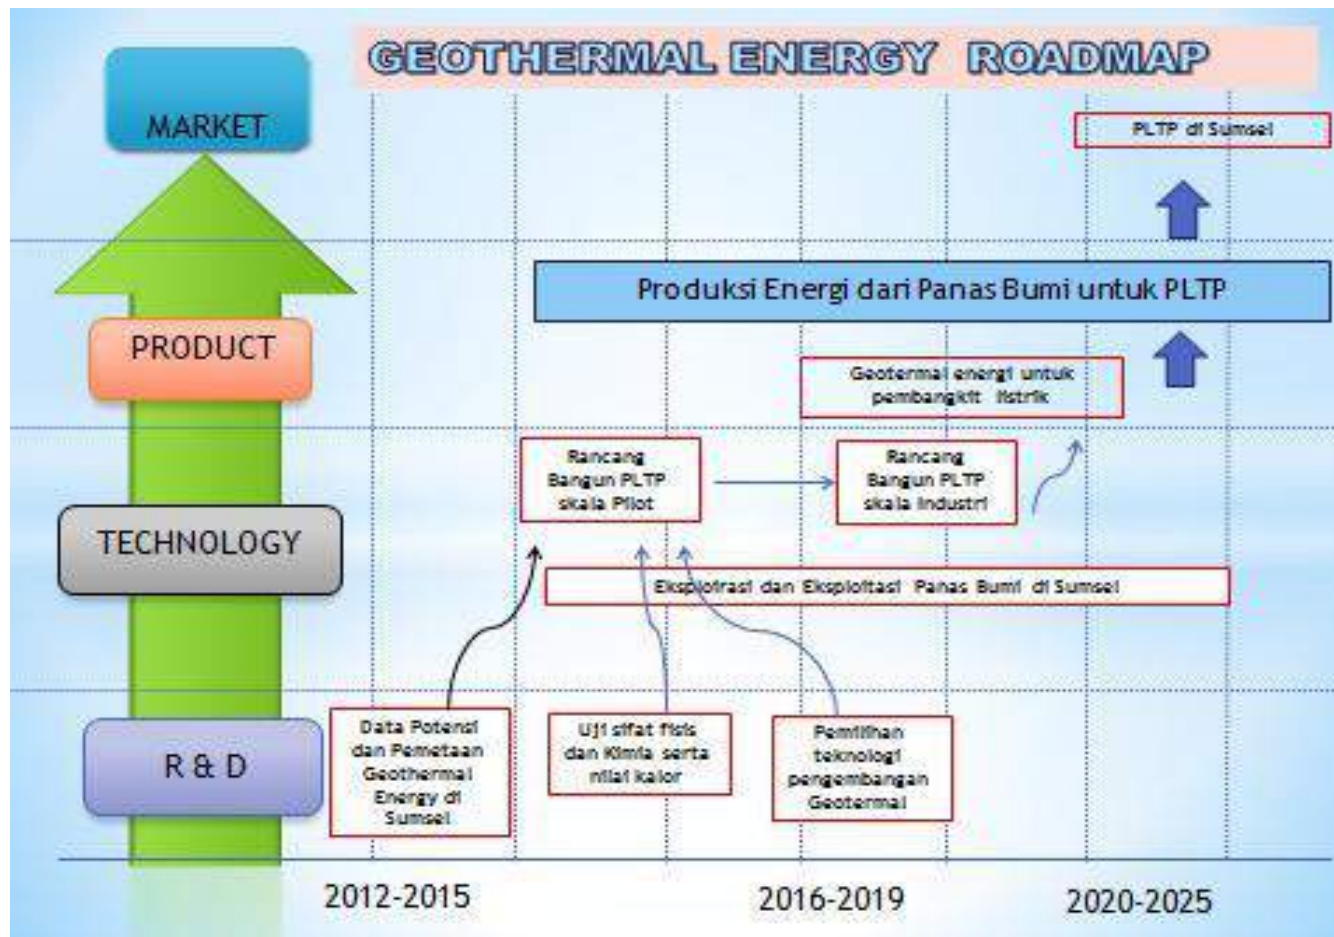 GEOTHERMAL ENERGY ROADMAP
MARKET
PLTP di Sumsel
Produksi Energi dari Panas Bumi untuk PLTP
PRODUCT
Geotermal energi untuk
pembangkit listrik
Rancang
Bangun PLTP
skala Pilot
Rancang
Bangun PLTP
skala Industri
TECHNOLOGY
Eksploirasi dan Eksploitasi Panas Bumi di Sumsel
R & D
Data Potensi
dan Pemetaan
Geothermal
Energy di
Sumsel
Uji sifat fisis
dan Kimia serta
nilai kalor
Pemilihan
teknologi
pengembangan
Geotermal
2012-2015
2016-2019
2020-2025